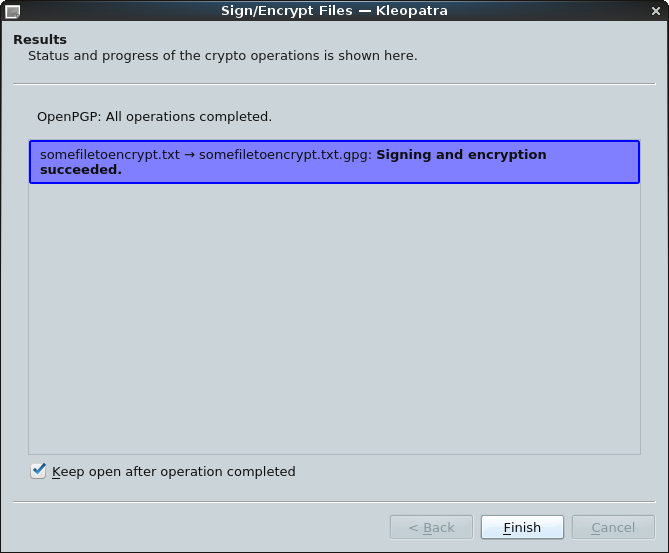 Sign/Encrypt Files — Kleopatra
Results
Status and progress of the crypto operations is shown here.
OpenPGP: All operations completed.
somefiletoencrypt.txt → somefiletoencrypt.txt.gpg: Signing and encryption
succeeded.
Keep open after operation completed
< Back
Finish
Cancel